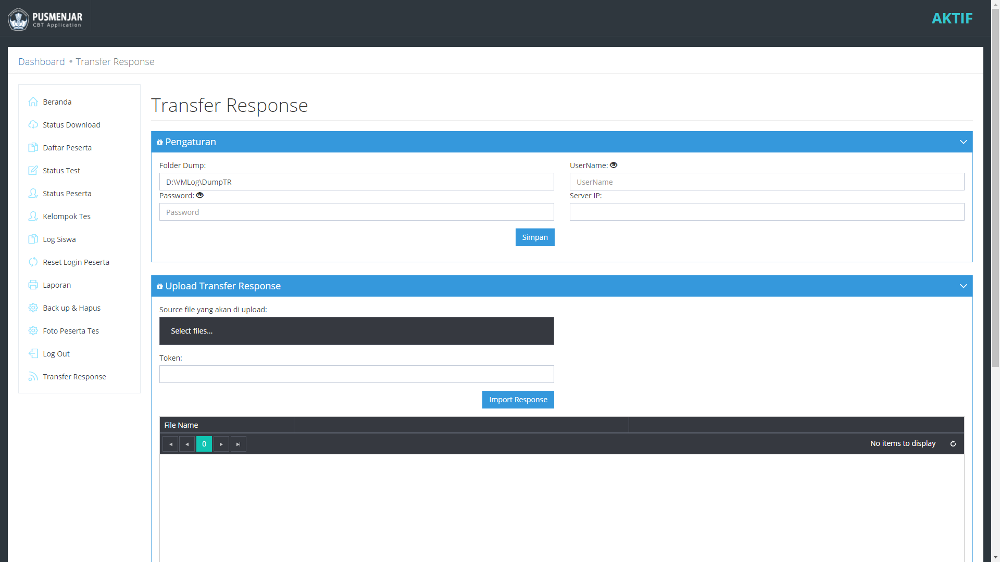 PUSMENJAR
CBT Application
AKTIF
Dashboard • Transfer Response
Beranda
Status Download
Daftar Peserta
Status Test
Status Peserta
Kelompok Tes
Log Siswa
Reset Login Peserta
Laporan
Back up & Hapus
Foto Peserta Tes
Log Out
Transfer Response
Transfer Response
Pengaturan
Folder Dump:
D:\VMLog\DumpTR
UserName:
UserName
Password:
Password
Server IP:
Simpan
Upload Transfer Response
Source file yang akan di upload:
Select files...
Token:
Import Response
File Name
0
No items to display